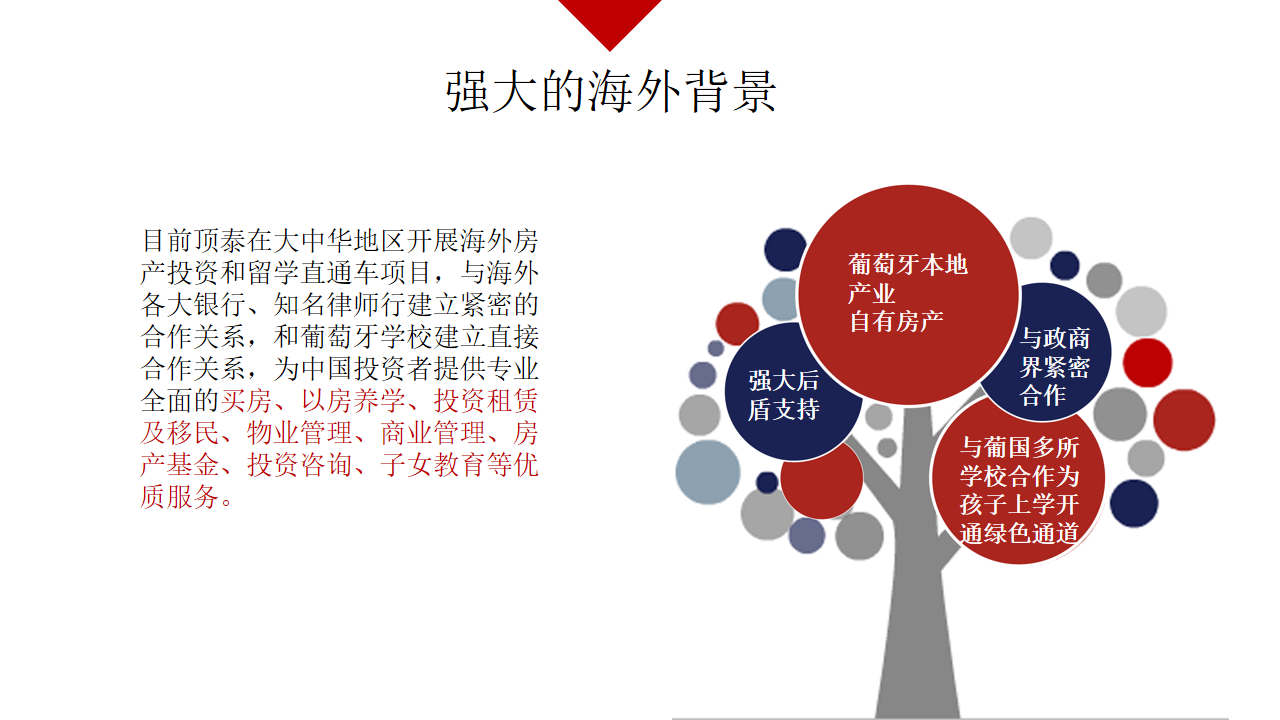 强大的海外背景
目前顶泰在大中华地区开展海外房
产投资和留学直通车项目，与海外
各大银行、知名律师行建立紧密的
合作关系，和葡萄牙学校建立直接
合作关系，为中国投资者提供专业
全面的买房、以房养学、投资租赁
及移民、物业管理、商业管理、房
产基金、投资咨询、子女教育等优
质服务。
葡萄牙本地
产业
自有房产
强大后
盾支持
与政商
界紧密
合作
与葡国多所
学校合作为
孩子上学开
通绿色通道